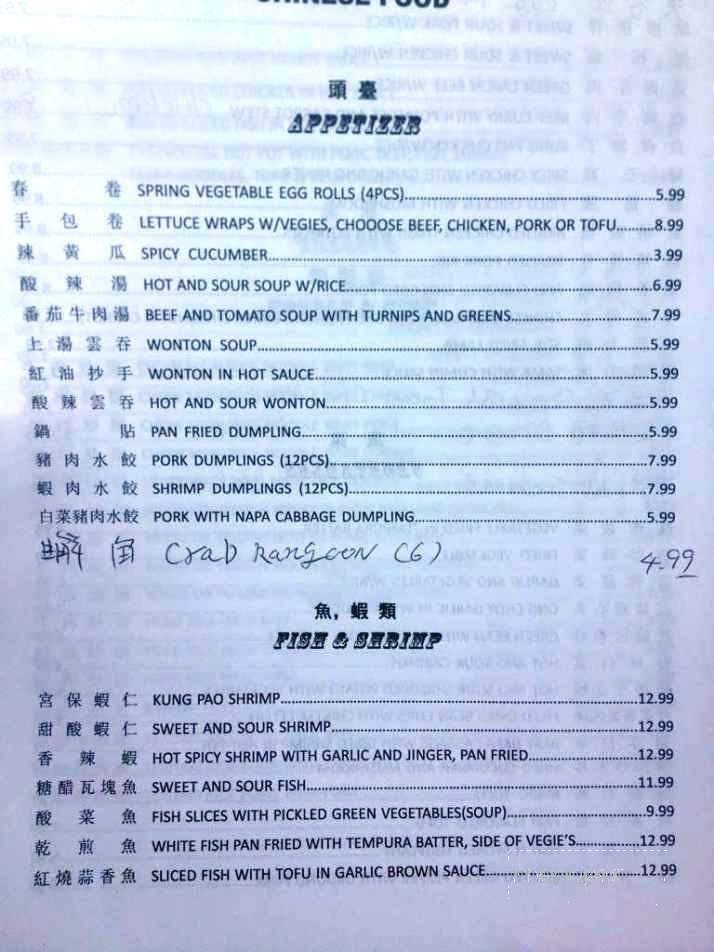 CHINESE FOOD
頭臺
APPETIZER
春卷 SPRING VEGETABLE EGG ROLLS (4PCS) 5.99
手包卷 LETTUCE WRAPS W/VEGIES, CHOOOSE BEEF, CHICKEN, PORK OR TOFU 8.99
辣黃瓜 SPICY CUCUMBER 3.99
酸辣湯 HOT AND SOUR SOUP W/RICE 6.99
番茄牛肉湯 BEEF AND TOMATO SOUP WITH TURNIPS AND GREENS 7.99
上湯雲吞 WONTON SOUP 5.99
紅油抄手 WONTON IN HOT SAUCE 5.99
酸辣雲吞 HOT AND SOUR WONTON 5.99
鍋貼 PAN FRIED DUMPLING 5.99
豬肉水餃 PORK DUMPLINGS (12PCS) 7.99
蝦肉水餃 SHRIMP DUMPLINGS (12PCS) 7.99
白菜豬肉水餃 PORK WITH NAPA CABBAGE DUMPLING 5.99
Crab Rangoon (6) 4.99
魚,蝦類
FISH & SHRIMP
宮保蝦仁 KUNG PAO SHRIMP 12.99
甜酸蝦仁 SWEET AND SOUR SHRIMP 12.99
香辣蝦 HOT SPICY SHRIMP WITH GARLIC AND JINGER, PAN FRIED 12.99
糖醋瓦塊魚 SWEET AND SOUR FISH 11.99
酸菜魚 FISH SLICES WITH PICKLED GREEN VEGETABLES(SOUP) 9.99
乾煎魚 WHITE FISH PAN FRIED WITH TEMPURA BATTER, SIDE OF VEGIE'S 12.99
紅燒蒜香魚 SLICED FISH WITH TOFU IN GARLIC BROWN SAUCE 12.99